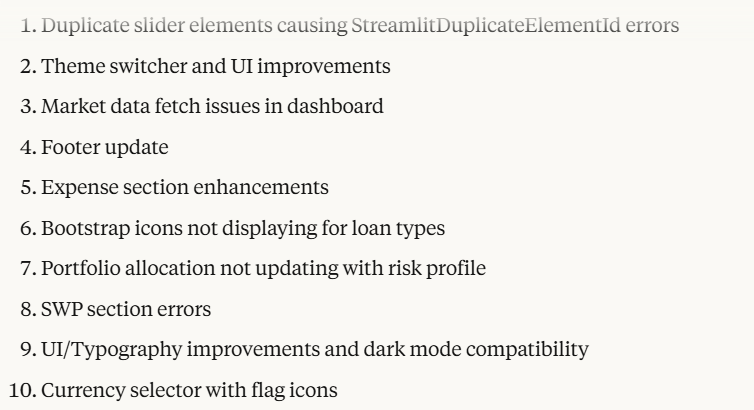 1. Duplicate slider elements causing StreamlitDuplicateElementId errors
2. Theme switcher and UI improvements
3. Market data fetch issues in dashboard
4. Footer update
5. Expense section enhancements
6. Bootstrap icons not displaying for loan types
7. Portfolio allocation not updating with risk profile
8. SWP section errors
9. UI/Typography improvements and dark mode compatibility
10. Currency selector with flag icons